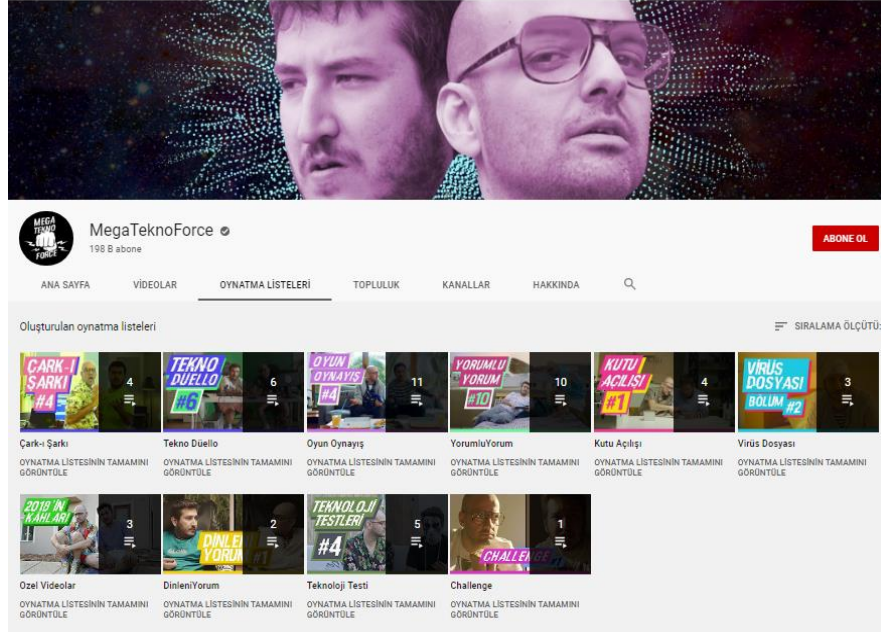 MEGA
TEKNO
FORCE
MegaTeknoForce
198 B abone
ABONE OL
ANA SAYFA VİDEOLAR OYNATMA LİSTELERİ TOPLULUK KANALLAR HAKKINDA
Oluşturulan oynatma listeleri
SIRALAMA ÖLÇÜTÜ:
ÇARK-I
ŞARKI
#4
4
TEKNO
DÜELLO
#6
6
OYUN
OYNAYIŞ
#4
11
YORUMLU
YORUM
#10
10
KUTU
AÇILIŞI
#1
4
VİRÜS
DOSYASI
BÖLÜM #2
3
Çark-ı Şarkı Tekno Düello Oyun Oynayış YorumluYorum Kutu Açılışı Virüs Dosyası
OYNATMA LİSTESİNİN TAMAMINI OYNATMA LİSTESİNİN TAMAMINI OYNATMA LİSTESİNİN TAMAMINI OYNATMA LİSTESİNİN TAMAMINI OYNATMA LİSTESİNİN TAMAMINI OYNATMA LİSTESİNİN TAMAMINI
GÖRÜNTÜLE GÖRÜNTÜLE GÖRÜNTÜLE GÖRÜNTÜLE GÖRÜNTÜLE GÖRÜNTÜLE
2018'İN
KAHLARI
3
DİNLENİ
YORUM
2
TEKNOLOJİ
TESTLERİ
#4
5
CHALLENGE
1
Özel Videolar DinleniYorum Teknoloji Testi Challenge
OYNATMA LİSTESİNİN TAMAMINI OYNATMA LİSTESİNİN TAMAMINI OYNATMA LİSTESİNİN TAMAMINI OYNATMA LİSTESİNİN TAMAMINI
GÖRÜNTÜLE GÖRÜNTÜLE GÖRÜNTÜLE GÖRÜNTÜLE